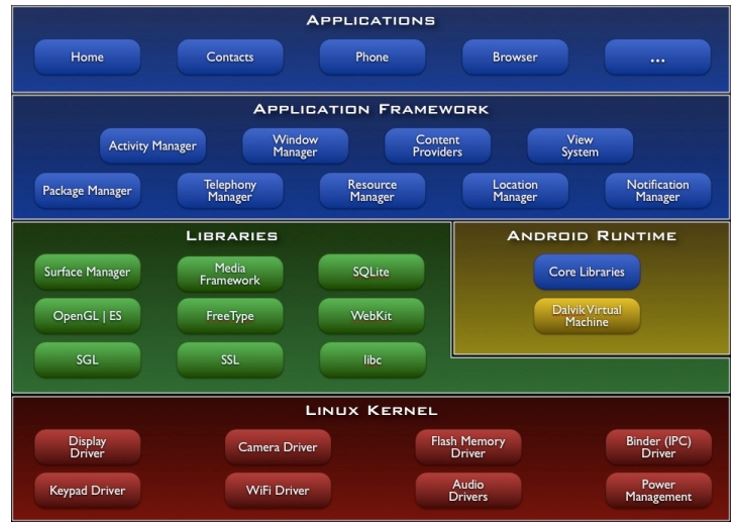 APPLICATIONS
Home
Contacts
Phone
Browser
...
APPLICATION FRAMEWORK
Activity Manager
Window
Manager
Content
Providers
View
System
Package Manager
Telephony
Manager
Resource
Manager
Location
Manager
Notification
Manager
LIBRARIES
Surface Manager
Media
Framework
SQLite
OpenGL | ES
FreeType
WebKit
SGL
SSL
libc
ANDROID RUNTIME
Core Libraries
Dalvik Virtual
Machine
LINUX KERNEL
Display
Driver
Camera Driver
Flash Memory
Driver
Binder (IPC)
Driver
Keypad Driver
WiFi Driver
Audio
Drivers
Power
Management